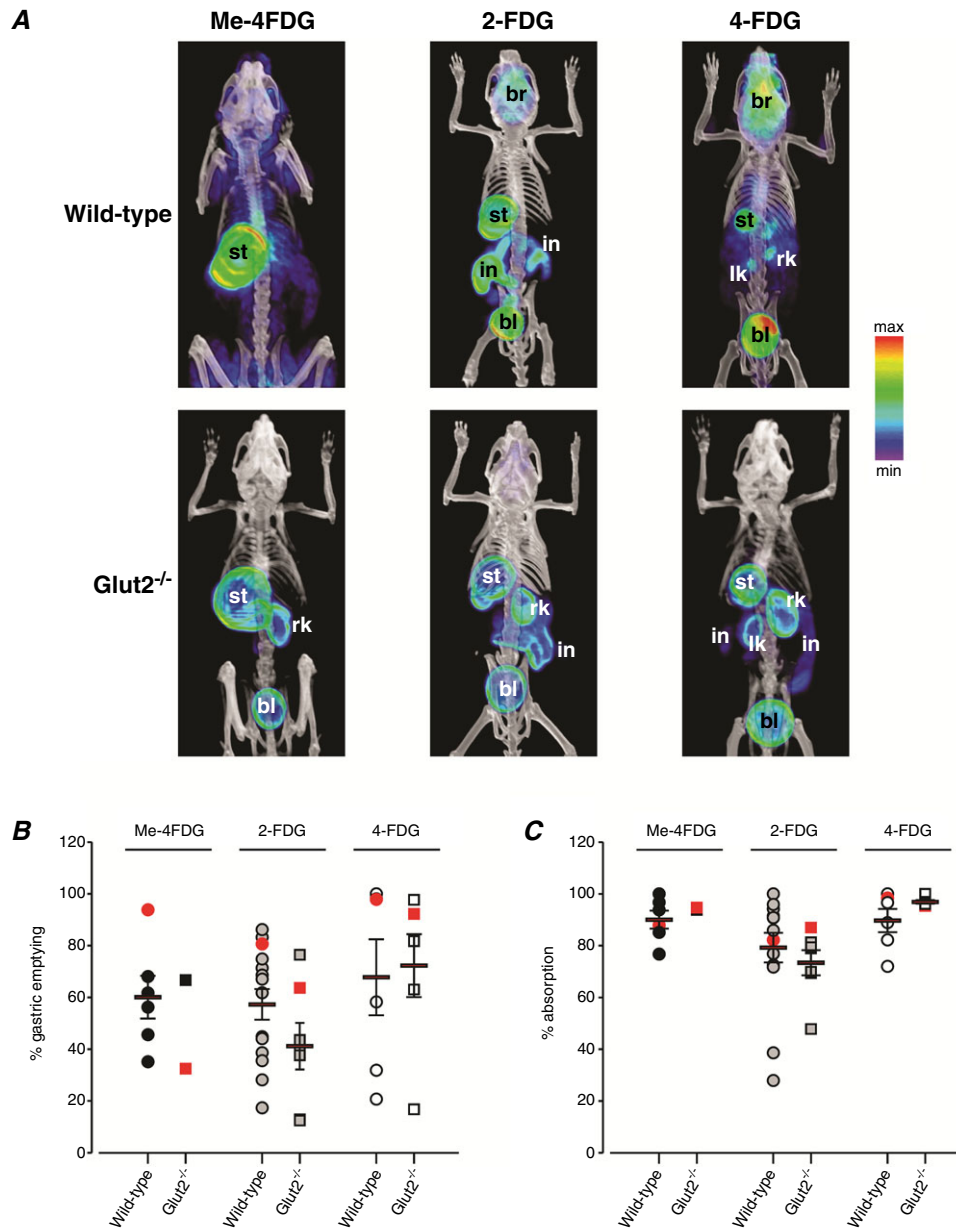 A
Me-4FDG 2-FDG 4-FDG
Wild-type
st
br
st
in
in
bl
br
st
lk
rk
bl
max
min
Glut2-/-
st
rk
bl
st
rk
in
bl
st
rk
in
lk
in
bl
B
Me-4FDG 2-FDG 4-FDG
% gastric emptying
120
100
80
60
40
20
0
Wild-type Glut2-/- Wild-type Glut2-/- Wild-type Glut2-/-
C
Me-4FDG 2-FDG 4-FDG
% absorption
120
100
80
60
40
20
0
Wild-type Glut2-/- Wild-type Glut2-/- Wild-type Glut2-/-